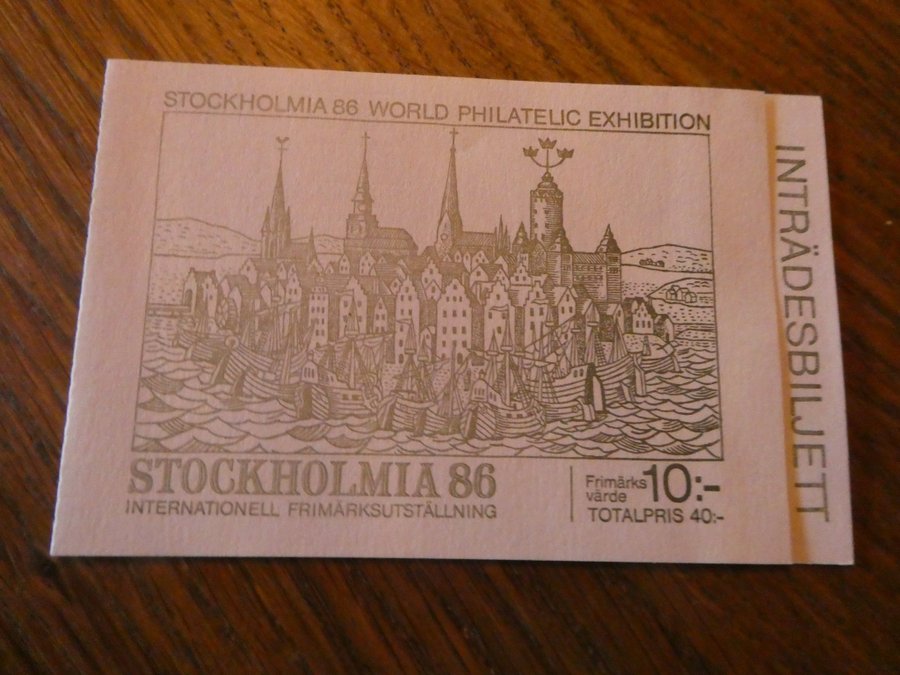 STOCKHOLMIA 86 WORLD PHILATELIC EXHIBITION
STOCKHOLMIA 86
INTERNATIONELL FRIMÄRKSUTSTÄLLNING
Frimärks
värde 10:-
TOTALPRIS 40:-
INTRÄDESBILJETT